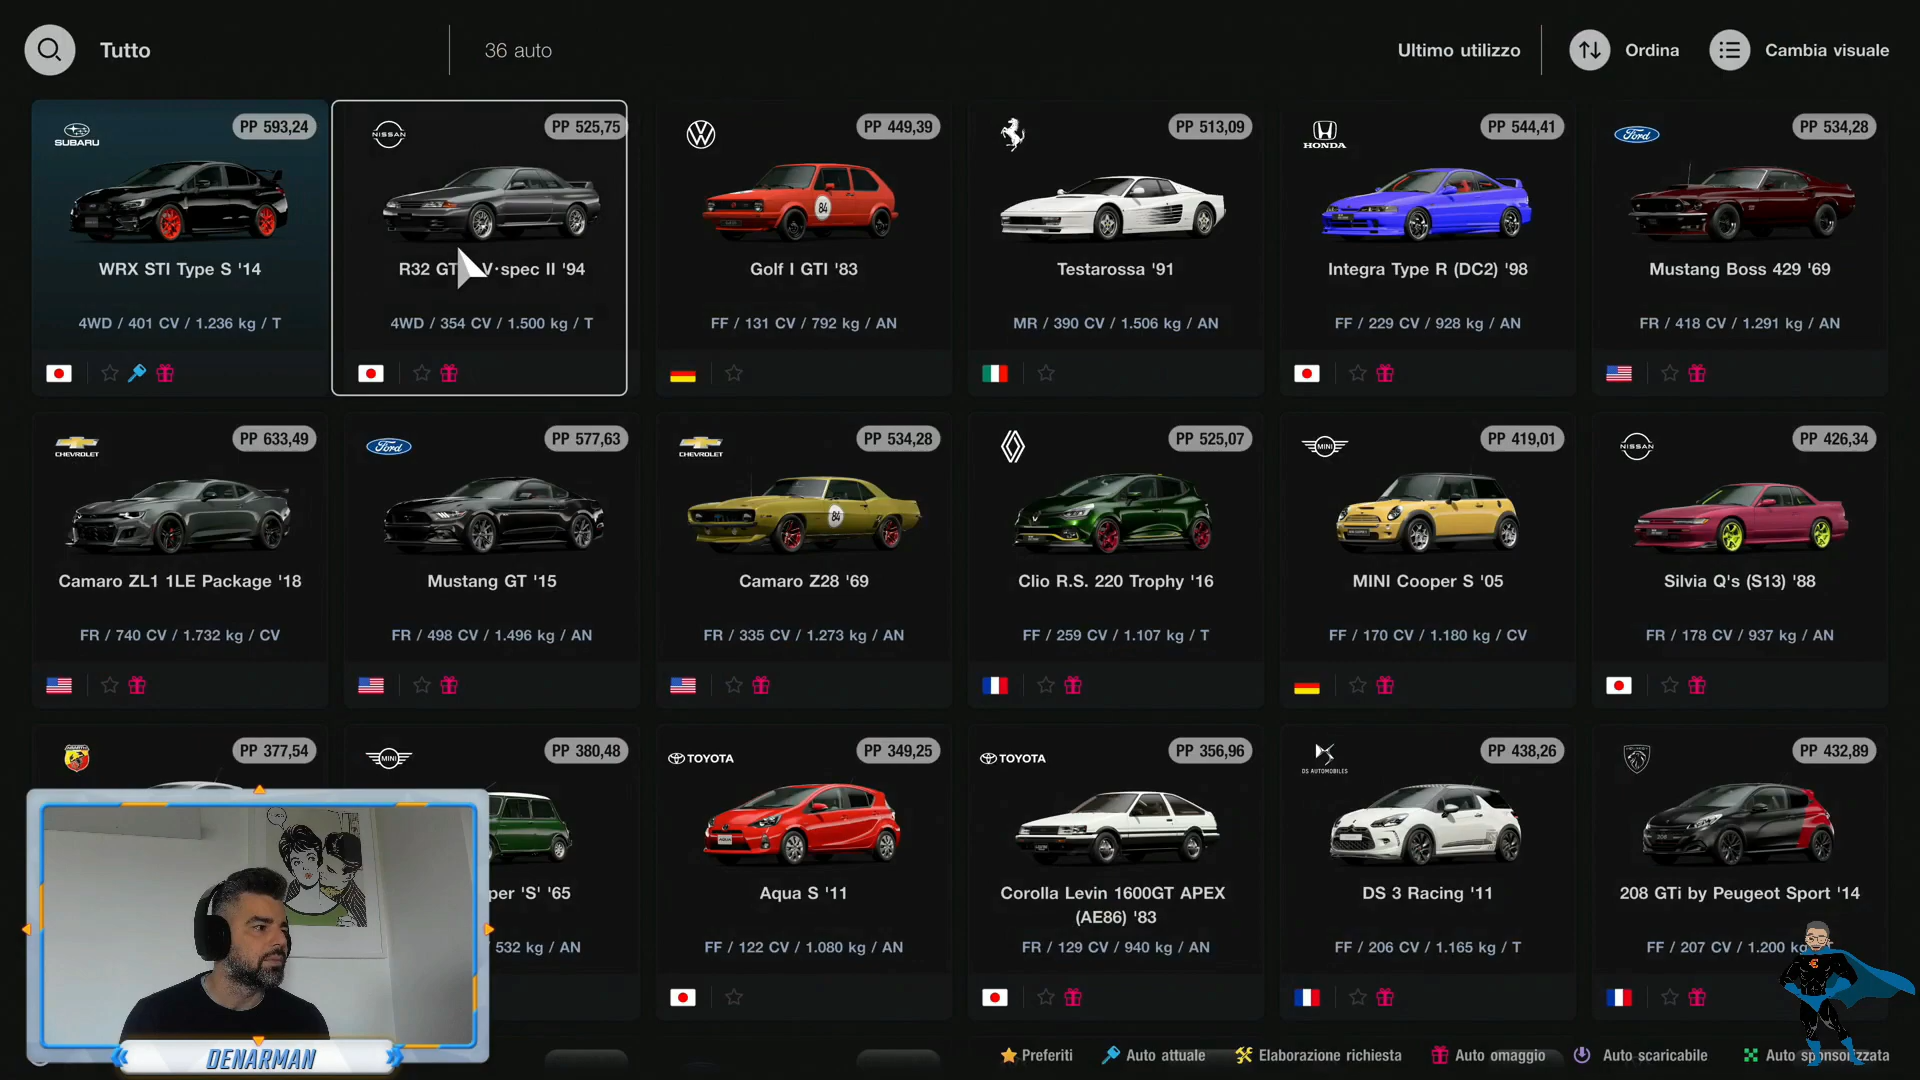 Tutto
36 auto
Ultimo utilizzo
Ordina
Cambia visuale
SUBARU
PP 593,24
WRX STI Type S '14
4WD / 401 CV / 1.236 kg / T
NISSAN
PP 525,75
R32 GT V·spec II '94
4WD / 354 CV / 1.500 kg / T
PP 449,39
84
Golf I GTI '83
FF / 131 CV / 792 kg / AN
PP 513,09
Testarossa '91
MR / 390 CV / 1.506 kg / AN
HONDA
PP 544,41
Integra Type R (DC2) '98
FF / 229 CV / 928 kg / AN
Ford
PP 534,28
Mustang Boss 429 '69
FR / 418 CV / 1.291 kg / AN
CHEVROLET
PP 633,49
Camaro ZL1 1LE Package '18
FR / 740 CV / 1.732 kg / CV
Ford
PP 577,63
Mustang GT '15
FR / 498 CV / 1.496 kg / AN
CHEVROLET
PP 534,28
84
Camaro Z28 '69
FR / 335 CV / 1.273 kg / AN
PP 525,07
Clio R.S. 220 Trophy '16
FF / 259 CV / 1.107 kg / T
MINI
PP 419,01
MINI Cooper S '05
FF / 170 CV / 1.180 kg / CV
NISSAN
PP 426,34
Silvia Q's (S13) '88
FR / 178 CV / 937 kg / AN
PP 377,54
MINI
PP 380,48
per 'S' '65
532 kg / AN
TOYOTA
PP 349,25
Aqua S '11
FF / 122 CV / 1.080 kg / AN
TOYOTA
PP 356,96
Corolla Levin 1600GT APEX
(AE86) '83
FR / 129 CV / 940 kg / AN
DS AUTOMOBILES
PP 438,26
DS 3 Racing '11
FF / 206 CV / 1.165 kg / T
PP 432,89
208 GTi by Peugeot Sport '14
FF / 207 CV / 1.200 kg
DENARMAN
Preferiti
Auto attuale
Elaborazione richiesta
Auto omaggio
Auto scaricabile
Auto sponsorizzata